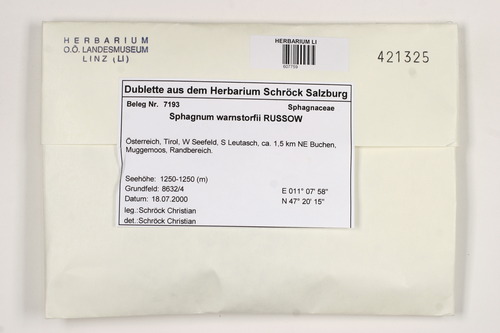 HERBARIUM
O.Ö. LANDESMUSEUM
LINZ (LI)
HERBARIUM LI
421325
Dublette aus dem Herbarium Schröck Salzburg
Beleg Nr. 7193
Sphagnaceae
Sphagnum warnstorfii RUSSOW
Österreich, Tirol, W Seefeld, S Leutasch, ca. 1,5 km NE Buchen,
Muggemoos, Randbereich.
Seehöhe: 1250-1250 (m)
Grundfeld: 8632/4
E 011° 07' 58"
Datum: 18.07.2000
N 47° 20' 15"
leg.:Schröck Christian
det.:Schröck Christian